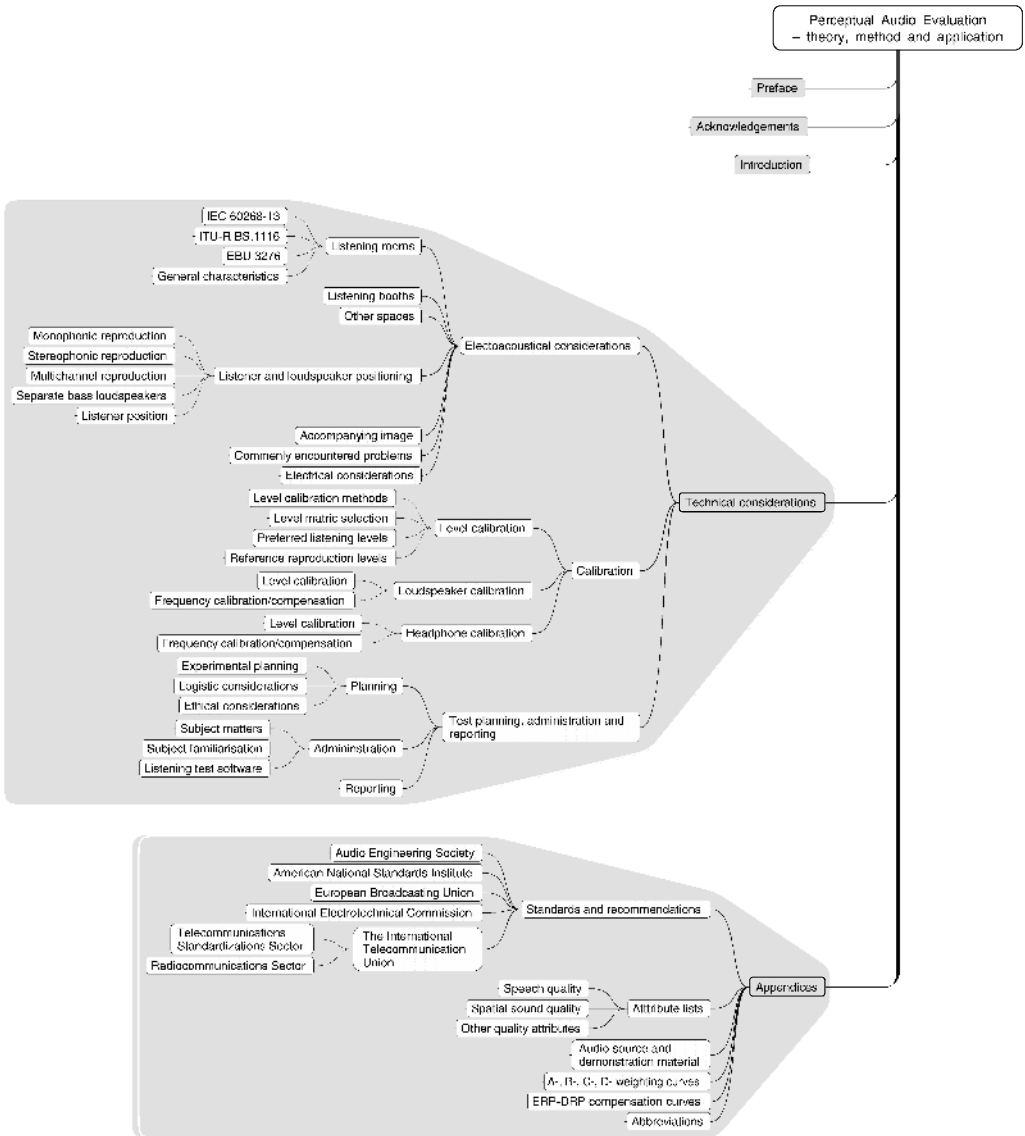 Perceptual Audio Evaluation
– theory, method and application
Preface
Acknowledgements
Introduction
IEC 60268-13
ITU-R BS.1116
EBU 3276
General characteristics
Listening rooms
Listening booths
Other spaces
Electoacoustical considerations
Monophonic reproduction
Stereophonic reproduction
Multichannel reproduction
Separate bass loudspeakers
Listener position
Listener and loudspeaker positioning
Accompanying image
Commenly encountered problems
Electrical considerations
Technical considerations
Level calibration methods
Level matric selection
Preferred listening levels
Reference reproduction levels
Level calibration
Calibration
Level calibration
Frequency calibration/compensation
Loudspeaker calibration
Level calibration
Frequency calibration/compensation
Headphone calibration
Experimental planning
Logistic considerations
Ethical considerations
Planning
Test planning, administration and
reporting
Subject matters
Subject familiarisation
Listening test software
Admininstration
Reporting
Audio Engineering Society
American National Standards Institute
European Broadcasting Union
International Electrotechnical Commission
Standards and recommendations
Telecommunications
Standardizations Sector
Radiocommunications Sector
The International
Telecommunication
Union
Appendices
Speech quality
Spatial sound quality
Other quality attributes
Atttribute lists
Audio source and
demonstration material
A-, B-, C-, D- weighting curves
ERP-DRP compensation curves
Abbreviations